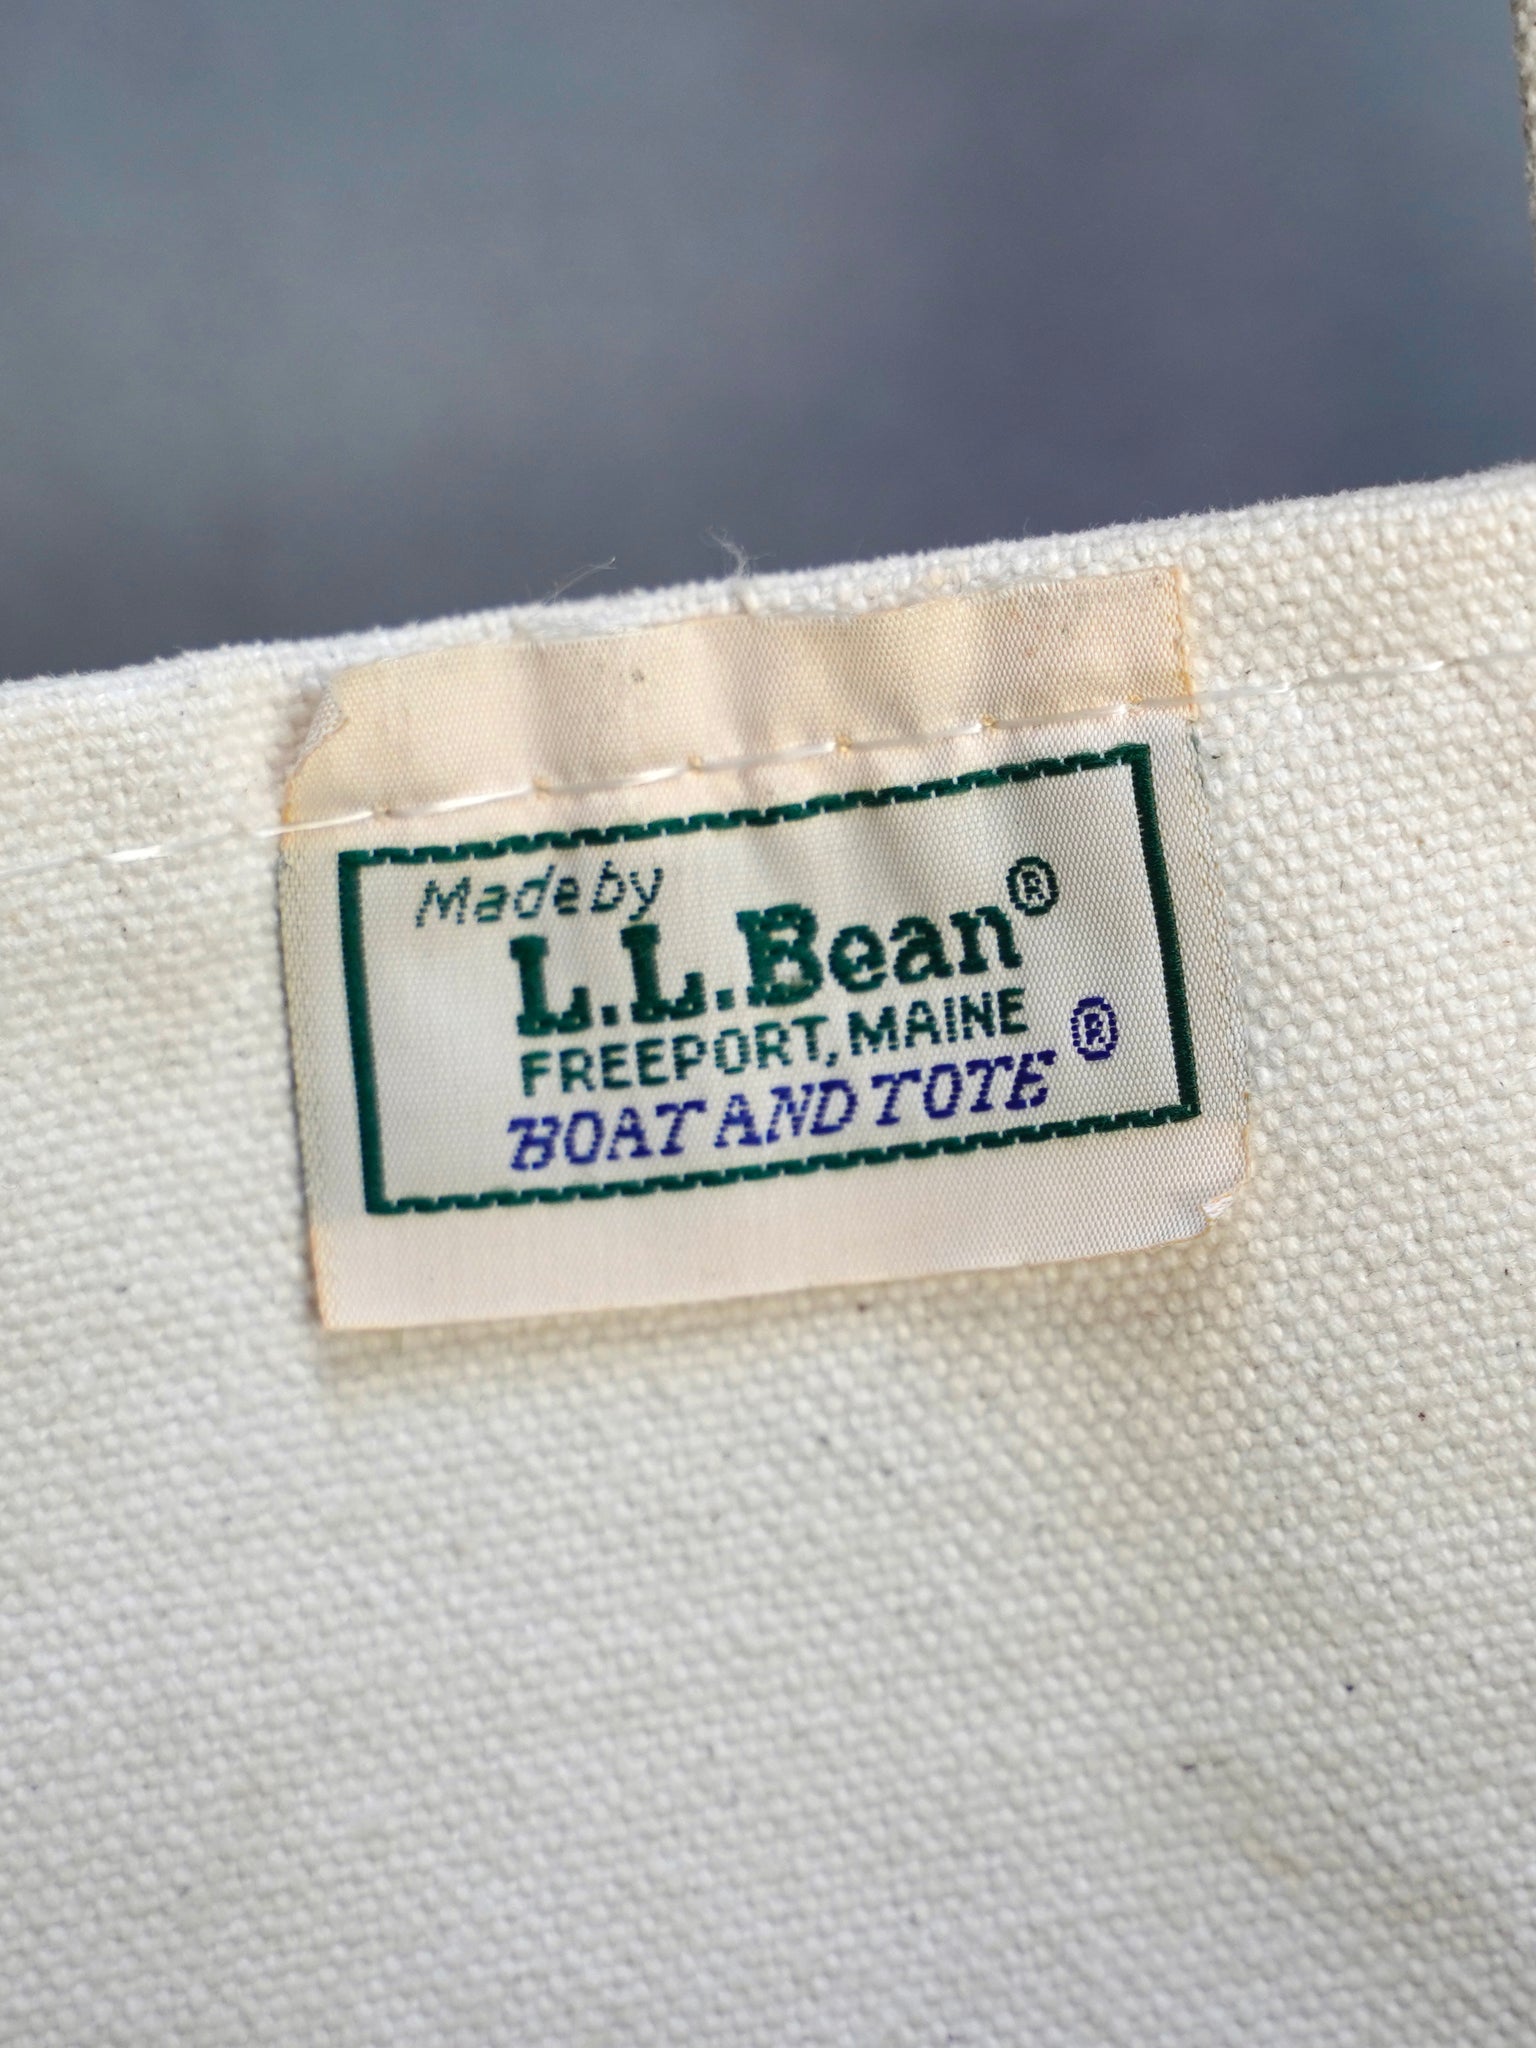 Made by
L.L.Bean®
FREEPORT, MAINE
BOAT AND TOTE®